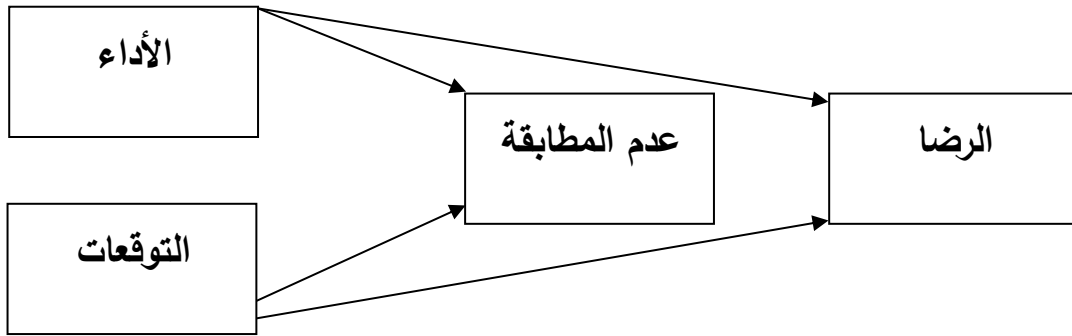 الأداء
عدم المطابقة
الرضا
التوقعات